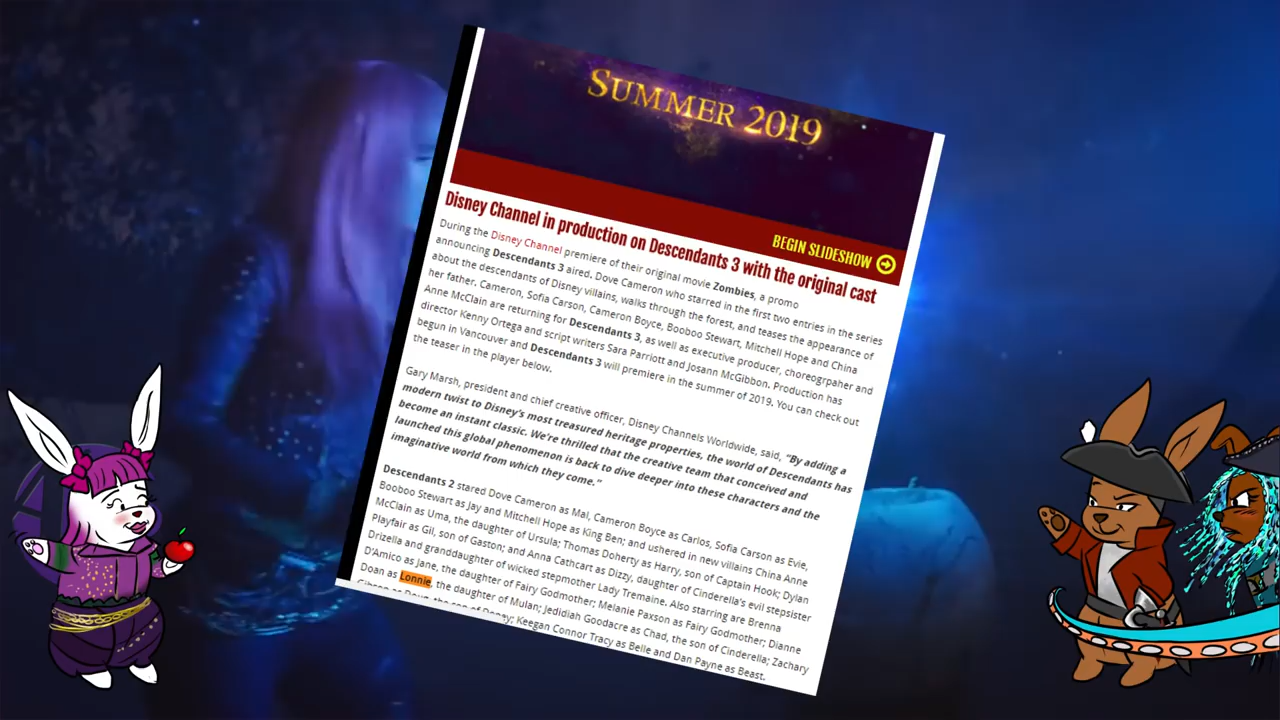 SUMMER 2019
BEGIN SLIDESHOW
Disney Channel in production on Descendants 3 with the original cast
During the Disney Channel premiere of their original movie Zombies, a promo
announcing Descendants 3 aired. Dove Cameron who starred in the first two entries in the series
about the descendants of Disney villains, walks through the forest, and teases the appearance of
her father. Cameron, Sofia Carson, Cameron Boyce, Booboo Stewart, Mitchell Hope and China
Anne McClain are returning for Descendants 3, as well as executive producer, choreogrpaher and
director Kenny Ortega and script writers Sara Parriott and Josann McGibbon. Production has
begun in Vancouver and Descendants 3 will premiere in the summer of 2019. You can check out
the teaser in the player below.
Gary Marsh, president and chief creative officer, Disney Channels Worldwide, said, "By adding a
modern twist to Disney's most treasured heritage properties, the world of Descendants has
become an instant classic. We're thrilled that the creative team that conceived and
launched this global phenomenon is back to dive deeper into these characters and the
imaginative world from which they come."
Descendants 2 stared Dove Cameron as Mal, Cameron Boyce as Carlos, Sofia Carson as Evie,
Booboo Stewart as Jay and Mitchell Hope as King Ben; and ushered in new villains China Anne
McClain as Uma, the daughter of Ursula; Thomas Doherty as Harry, son of Captain Hook; Dylan
Playfair as Gil, son of Gaston; and Anna Cathcart as Dizzy, daughter of Cinderella's evil stepsister
Drizella and granddaughter of wicked stepmother Lady Tremaine. Also starring are Brenna
D'Amico as Jane, the daughter of Fairy Godmother; Melanie Paxson as Fairy Godmother; Dianne
Doan as Lonnie, the daughter of Mulan; Jedidiah Goodacre as Chad, the son of Cinderella; Zachary
Gibson as Doug, the son of Dopey; Keegan Connor Tracy as Belle and Dan Payne as Beast.